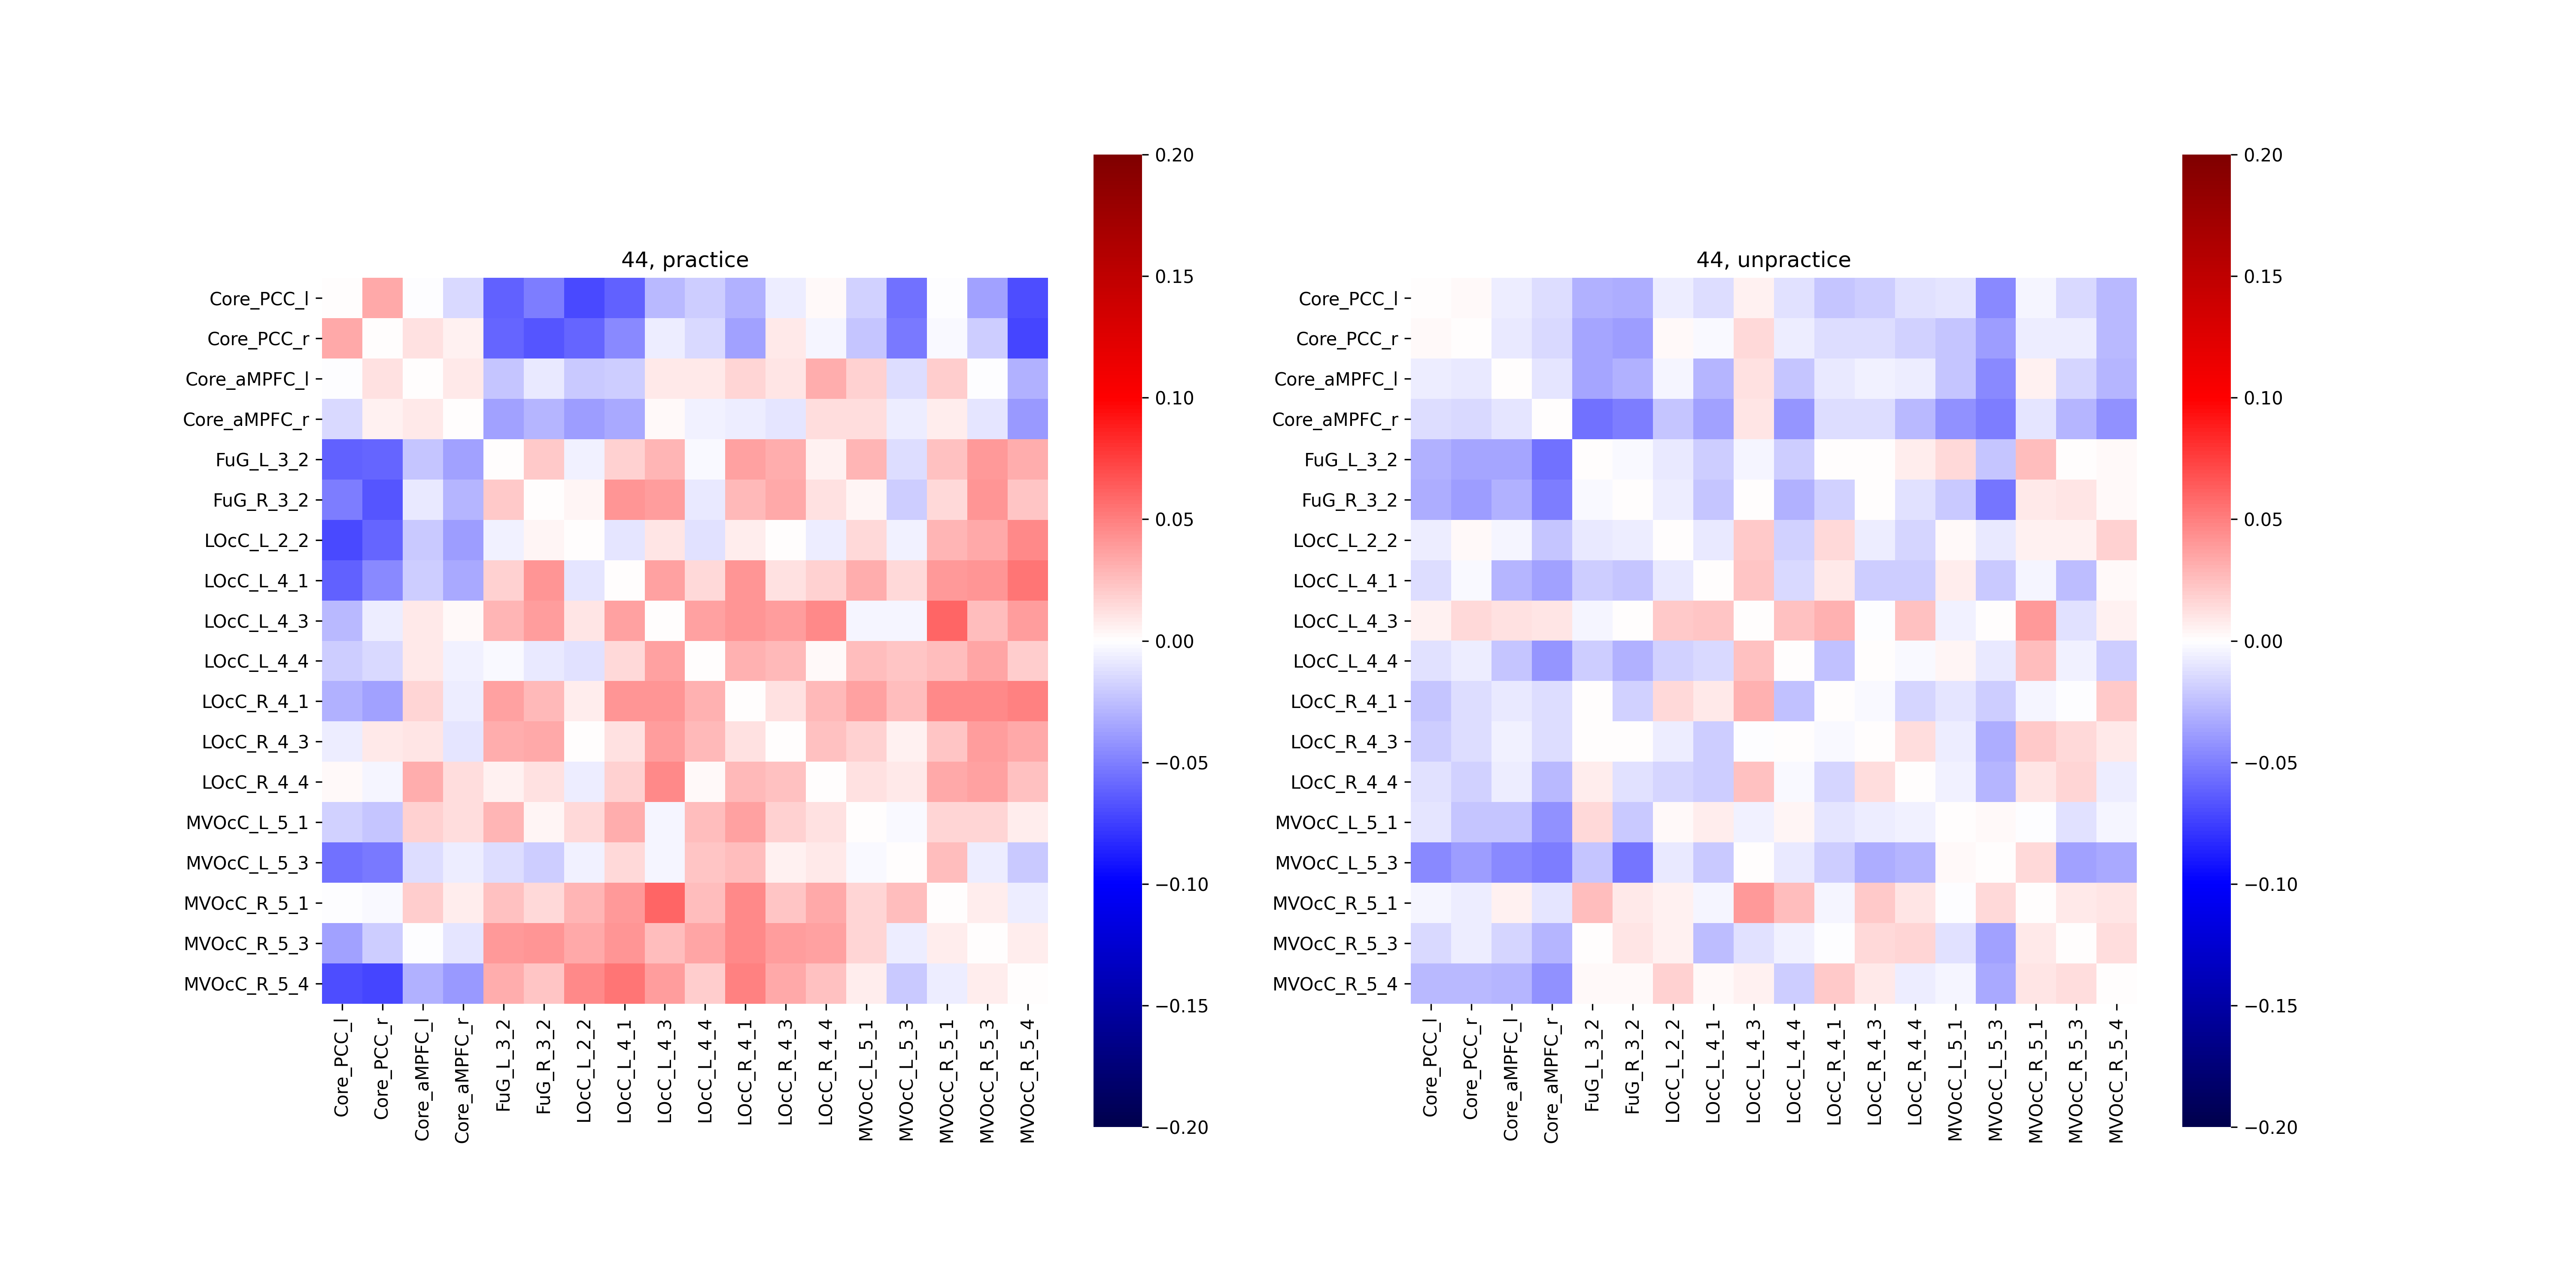 44, practice
Core_PCC_l
Core_PCC_r
Core_aMPFC_l
Core_aMPFC_r
FuG_L_3_2
FuG_R_3_2
LOcC_L_2_2
LOcC_L_4_1
LOcC_L_4_3
LOcC_L_4_4
LOcC_R_4_1
LOcC_R_4_3
LOcC_R_4_4
MVOcC_L_5_1
MVOcC_L_5_3
MVOcC_R_5_1
MVOcC_R_5_3
MVOcC_R_5_4
Core_PCC_l
Core_PCC_r
Core_aMPFC_l
Core_aMPFC_r
FuG_L_3_2
FuG_R_3_2
LOcC_L_2_2
LOcC_L_4_1
LOcC_L_4_3
LOcC_L_4_4
LOcC_R_4_1
LOcC_R_4_3
LOcC_R_4_4
MVOcC_L_5_1
MVOcC_L_5_3
MVOcC_R_5_1
MVOcC_R_5_3
MVOcC_R_5_4
0.20
0.15
0.10
0.05
0.00
−0.05
−0.10
−0.15
−0.20
44, unpractice
Core_PCC_l
Core_PCC_r
Core_aMPFC_l
Core_aMPFC_r
FuG_L_3_2
FuG_R_3_2
LOcC_L_2_2
LOcC_L_4_1
LOcC_L_4_3
LOcC_L_4_4
LOcC_R_4_1
LOcC_R_4_3
LOcC_R_4_4
MVOcC_L_5_1
MVOcC_L_5_3
MVOcC_R_5_1
MVOcC_R_5_3
MVOcC_R_5_4
Core_PCC_l
Core_PCC_r
Core_aMPFC_l
Core_aMPFC_r
FuG_L_3_2
FuG_R_3_2
LOcC_L_2_2
LOcC_L_4_1
LOcC_L_4_3
LOcC_L_4_4
LOcC_R_4_1
LOcC_R_4_3
LOcC_R_4_4
MVOcC_L_5_1
MVOcC_L_5_3
MVOcC_R_5_1
MVOcC_R_5_3
MVOcC_R_5_4
0.20
0.15
0.10
0.05
0.00
−0.05
−0.10
−0.15
−0.20